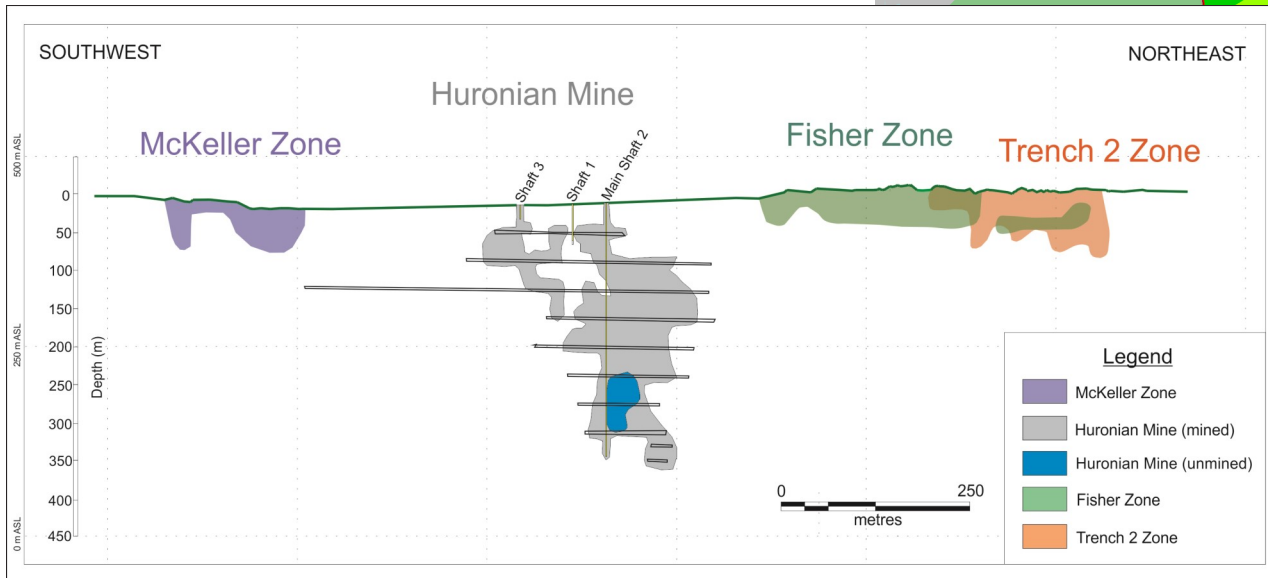 SOUTHWEST
NORTHEAST
Huronian Mine
McKeller Zone
Fisher Zone
Trench 2 Zone
Shaft 3
Shaft 1
Main Shaft 2
500 m ASL
250 m ASL
0 m ASL
Depth (m)
0
50
100
150
200
250
300
350
400
450
0 250
metres
Legend
McKeller Zone
Huronian Mine (mined)
Huronian Mine (unmined)
Fisher Zone
Trench 2 Zone